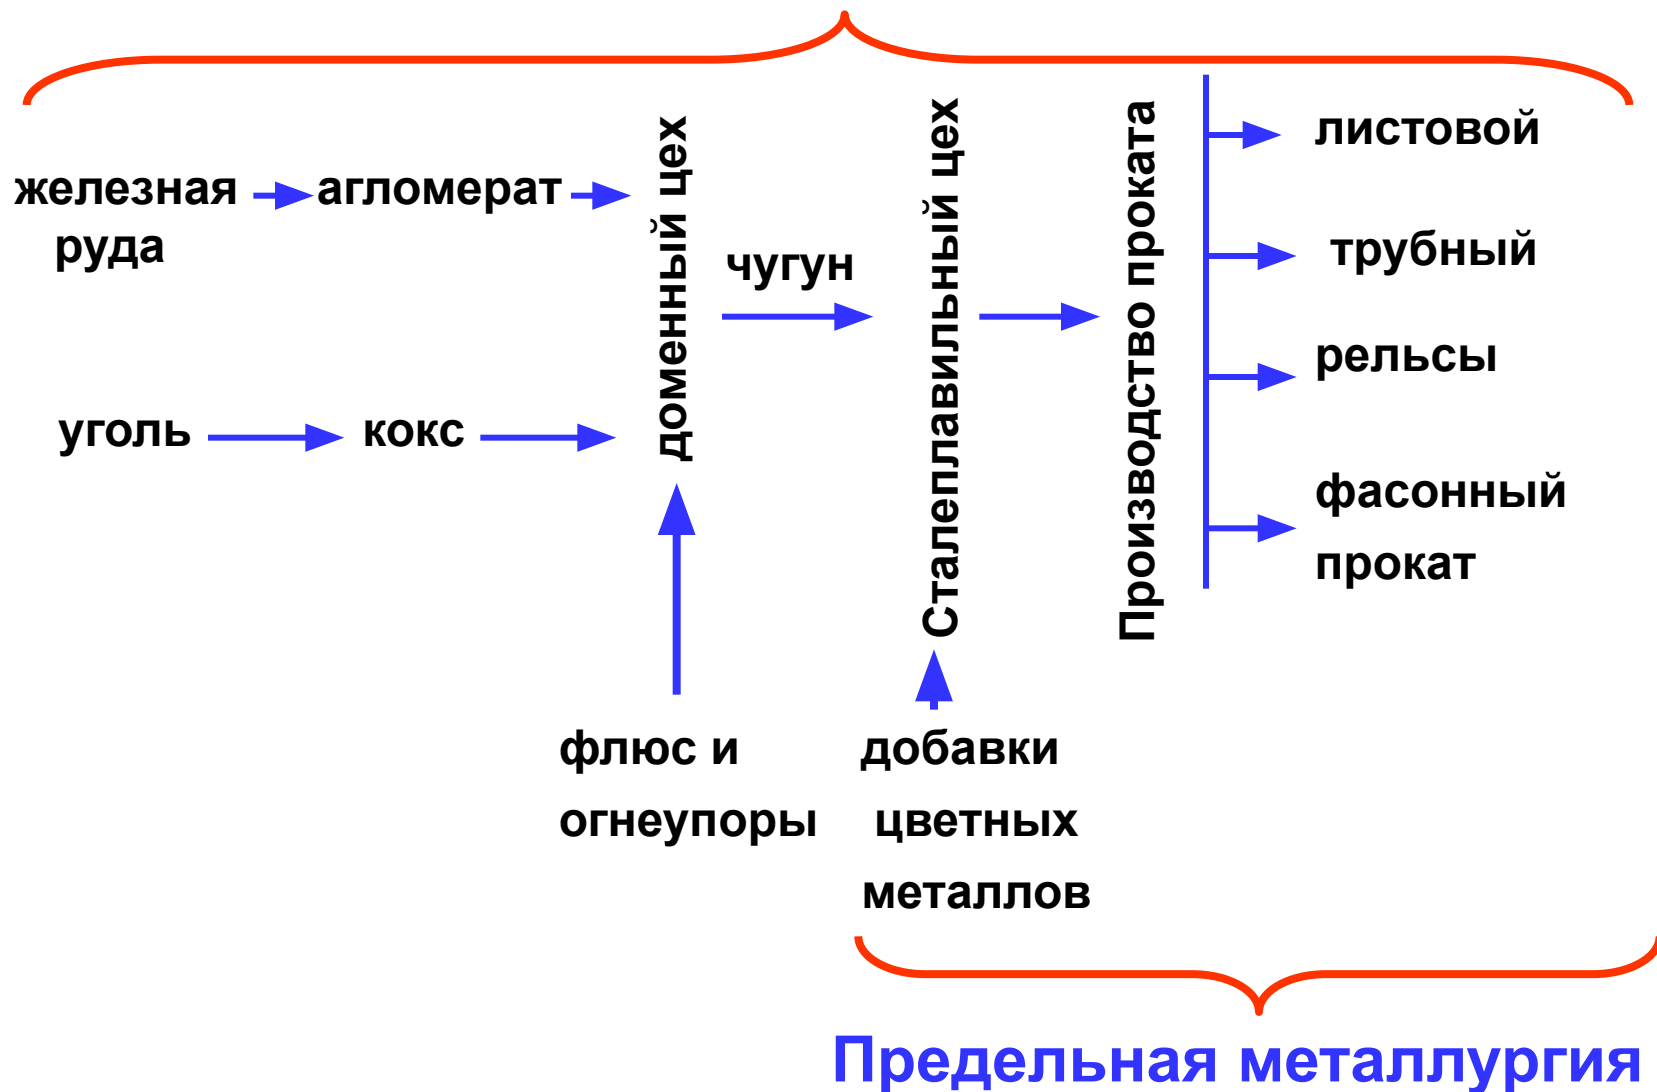 железная
руда
агломерат
уголь
кокс
доменный цех
флюс и
огнеупоры
чугун
Сталеплавильный цех
добавки
цветных
металлов
Производство проката
листовой
трубный
рельсы
фасонный
прокат
Предельная металлургия